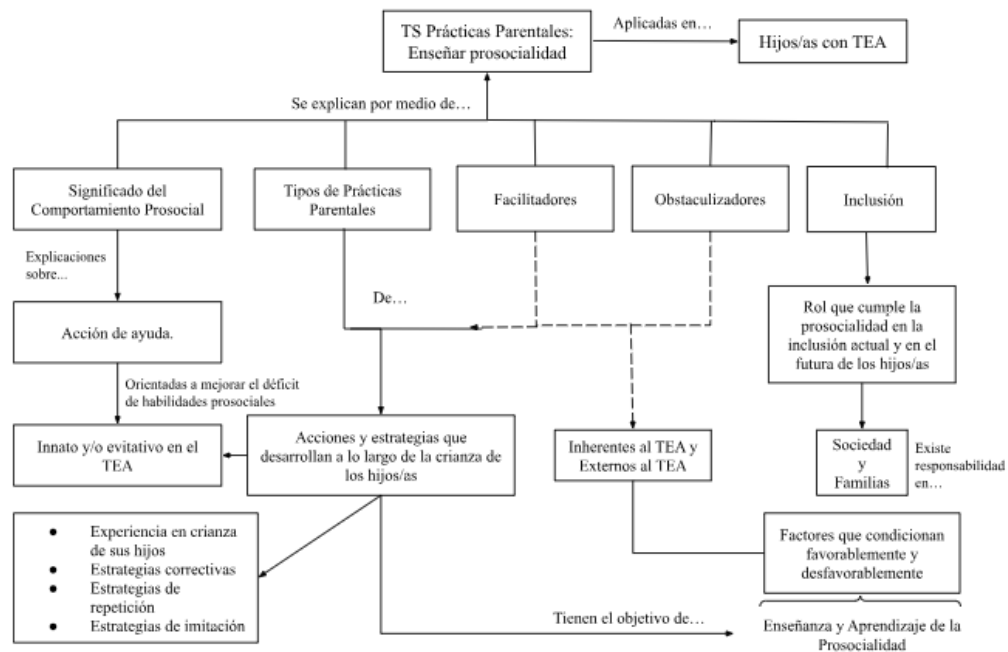 TS Prácticas Parentales:
Enseñar prosocialidad
Aplicadas en…
Hijos/as con TEA
Se explican por medio de…
Significado del
Comportamiento Prosocial
Tipos de Prácticas
Parentales
Facilitadores
Obstaculizadores
Inclusión
Explicaciones
sobre...
De…
Acción de ayuda.
Rol que cumple la
prosocialidad en la
inclusión actual y en el
futura de los hijos/as
Orientadas a mejorar el déficit
de habilidades prosociales
Innato y/o evitativo en el
TEA
Acciones y estrategias que
desarrollan a lo largo de la crianza de
los hijos/as
Inherentes al TEA y
Externos al TEA
Sociedad
y
Familias
Existe
responsabilidad
en…
● Experiencia en crianza
de sus hijos
● Estrategias correctivas
● Estrategias de
repetición
● Estrategias de imitación
Factores que condicionan
favorablemente y
desfavorablemente
Tienen el objetivo de…
Enseñanza y Aprendizaje de la
Prosocialidad